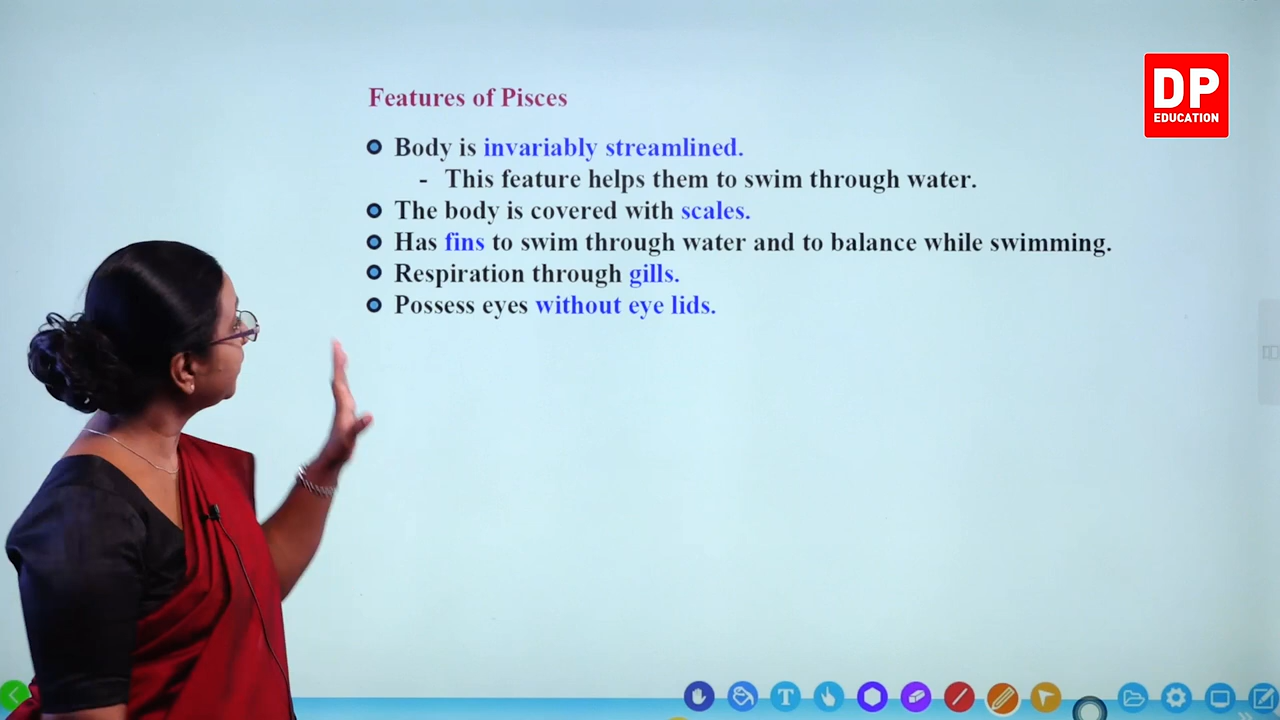 DP
EDUCATION
Features of Pisces
Body is invariably streamlined.
- This feature helps them to swim through water.
The body is covered with scales.
Has fins to swim through water and to balance while swimming.
Respiration through gills.
Possess eyes without eye lids.
T